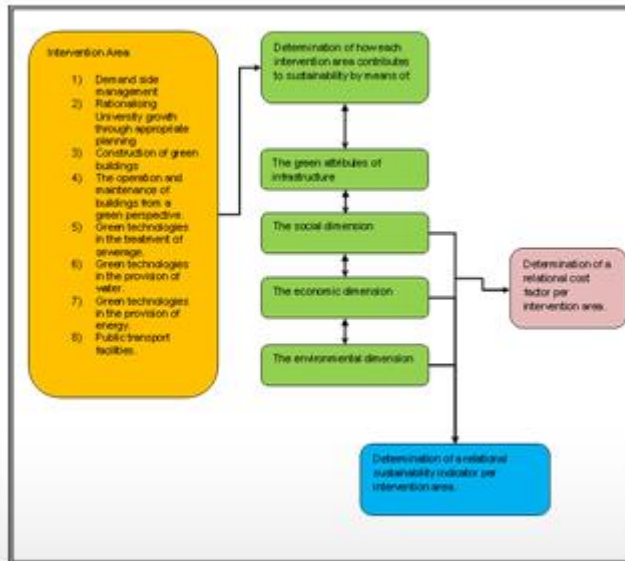 Intervention Area
1) Demand side
management
2) Rationalising
University growth
through appropriate
planning
3) Construction of green
buildings
4) The operation and
maintenance of
buildings from a
green perspective.
5) Green technologies
in the treatment of
sewerage.
6) Green technologies
in the provision of
water.
7) Green technologies
in the provision of
energy.
8) Public transport
facilities.
Determination of how each
intervention area contributes
to sustainability by means of
The green attributes of
infrastructure
The social dimension
The economic dimension
The environmental dimension
Determination of a
relational cost
factor per
intervention area.
Determination of a relational
sustainability indicator per
intervention area.